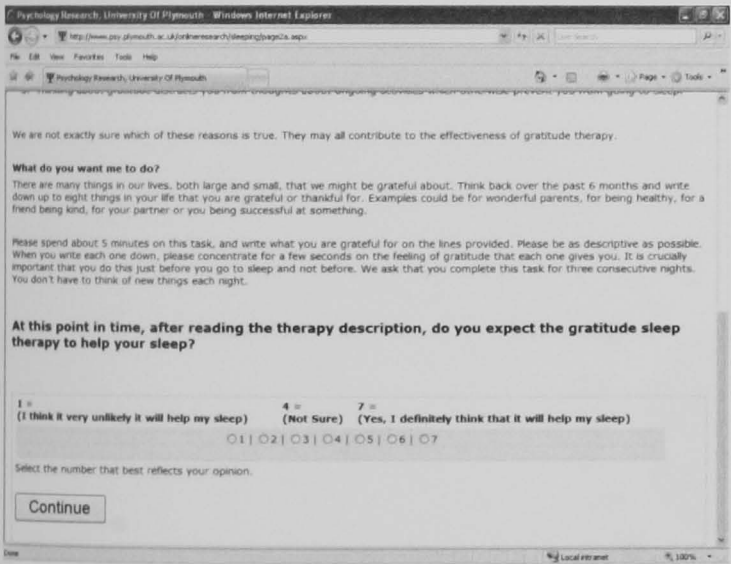 Psychology Research, University Of Plymouth - Windows Internet Explorer
http://www.psy.plymouth.ac.uk/onlineresearch/sleeping/page2a.aspx
File Edit View Favorites Tools Help
Psychology Research, University Of Plymouth
Page Tools
We are not exactly sure which of these reasons is true. They may all contribute to the effectiveness of gratitude therapy.
What do you want me to do?
There are many things in our lives, both large and small, that we might be grateful about. Think back over the past 6 months and write
down up to eight things in your life that you are grateful or thankful for. Examples could be for wonderful parents, for being healthy, for a
friend being kind, for your partner or you being successful at something.
Please spend about 5 minutes on this task, and write what you are grateful for on the lines provided. Please be as descriptive as possible.
When you write each one down, please concentrate for a few seconds on the feeling of gratitude that each one gives you. It is crucially
important that you do this just before you go to sleep and not before. We ask that you complete this task for three consecutive nights.
You don't have to think of new things each night.
At this point in time, after reading the therapy description, do you expect the gratitude sleep
therapy to help your sleep?
1 = 4 = 7 =
(I think it very unlikely it will help my sleep) (Not Sure) (Yes, I definitely think that it will help my sleep)
1 | 2 | 3 | 4 | 5 | 6 | 7
Select the number that best reflects your opinion.
Continue
Done Local intranet 100%